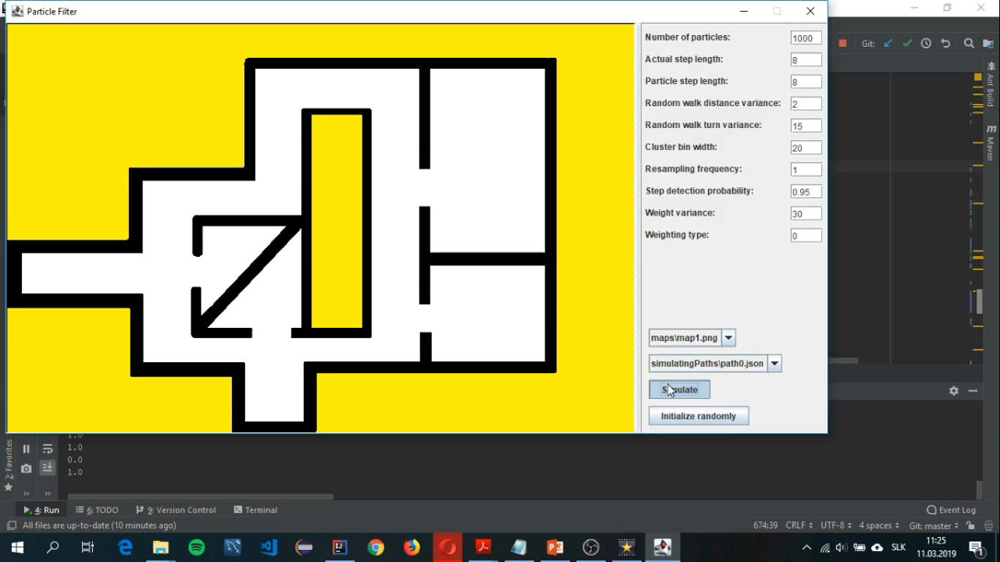 Particle Filter
Number of particles: 1000
Actual step length: 8
Particle step length: 8
Random walk distance variance: 2
Random walk turn variance: 15
Cluster bin width: 20
Resampling frequency: 1
Step detection probability: 0.95
Weight variance: 30
Weighting type: 0
maps\map1.png
simulatingPaths\path0.json
Initialize randomly
Git:
Ant Build
Maven
2: Favorites
1.0
1.0
0.0
1.0
4: Run 6: TODO 9: Version Control Terminal Event Log
All files are up-to-date (10 minutes ago) 674:39 CRLF UTF-8 4 spaces Git: master
SLK 11:25
11.03.2019